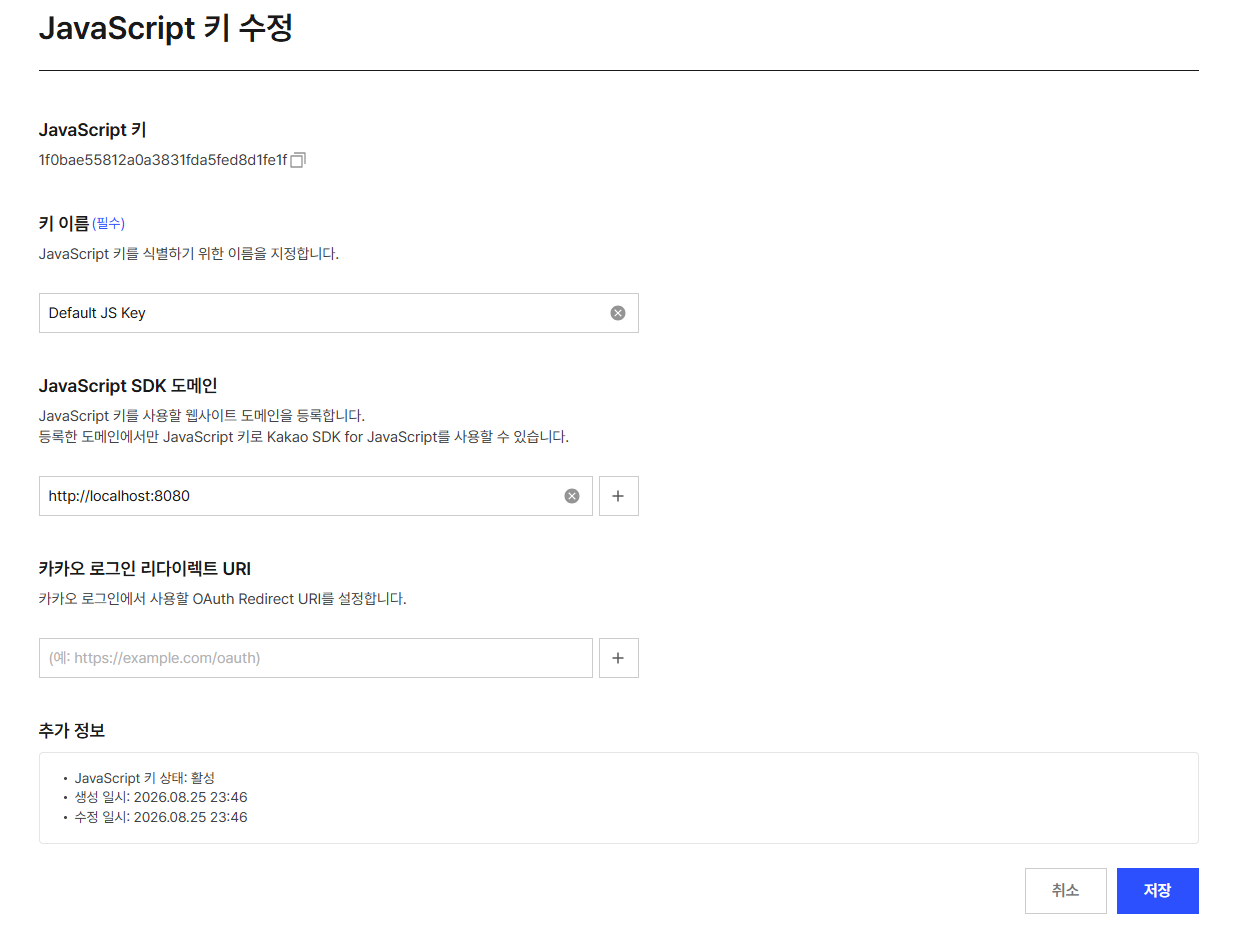 JavaScript 키 수정
JavaScript 키
1f0bae55812a0a3831fda5fed8d1fe1f
키 이름 (필수)
JavaScript 키를 식별하기 위한 이름을 지정합니다.
Default JS Key
JavaScript SDK 도메인
JavaScript 키를 사용할 웹사이트 도메인을 등록합니다.
등록한 도메인에서만 JavaScript 키로 Kakao SDK for JavaScript를 사용할 수 있습니다.
http://localhost:8080
카카오 로그인 리다이렉트 URI
카카오 로그인에서 사용할 OAuth Redirect URI를 설정합니다.
(예: https://example.com/oauth)
추가 정보
• JavaScript 키 상태: 활성
• 생성 일시: 2026.08.25 23:46
• 수정 일시: 2026.08.25 23:46
취소 저장